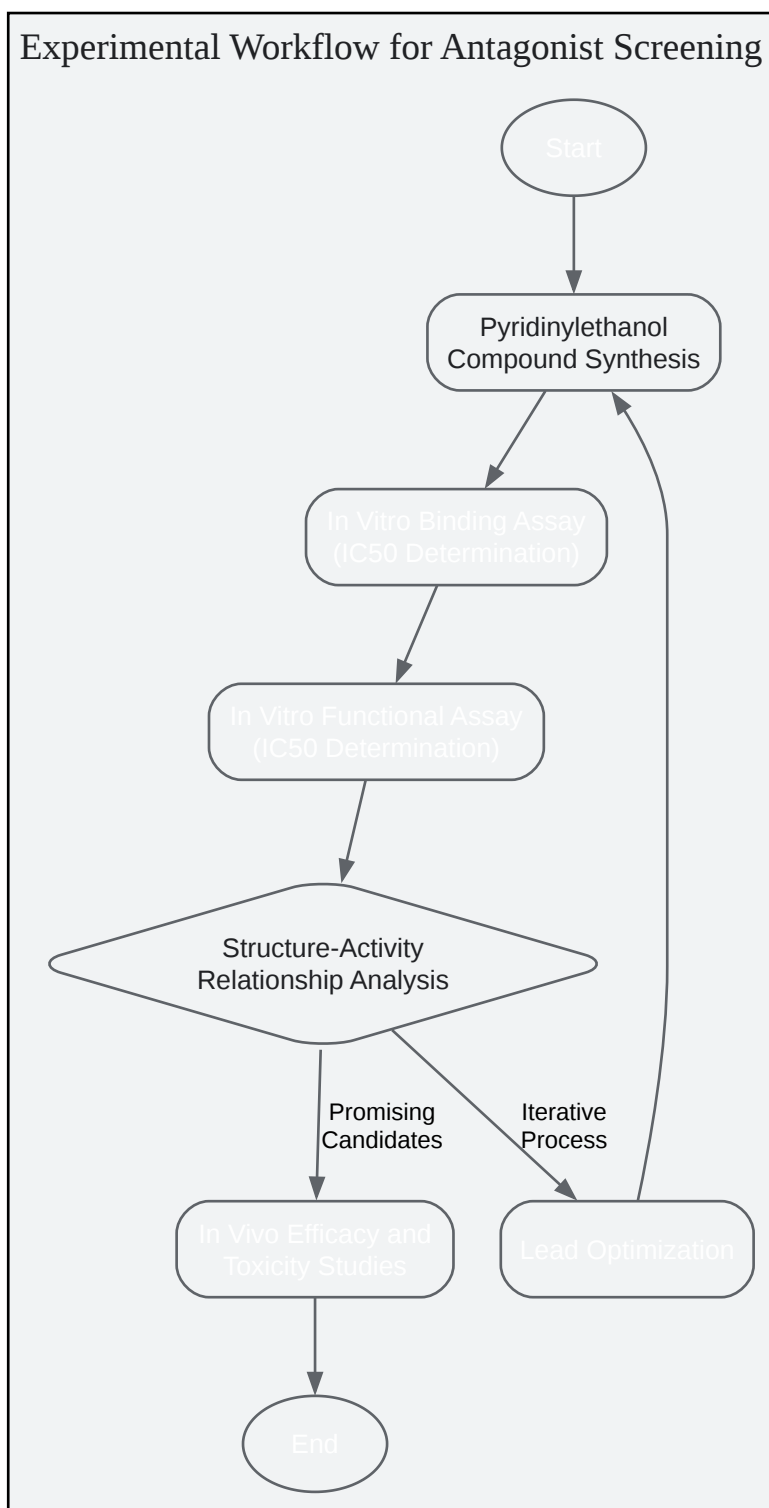 Experimental Workflow for Antagonist Screening
Start
Pyridinylethanol
Compound Synthesis
In Vitro Binding Assay
(IC50 Determination)
In Vitro Functional Assay
(IC50 Determination)
Structure-Activity
Relationship Analysis
Promising
Candidates
Iterative
Process
In Vivo Efficacy and
Toxicity Studies
Lead Optimization
End